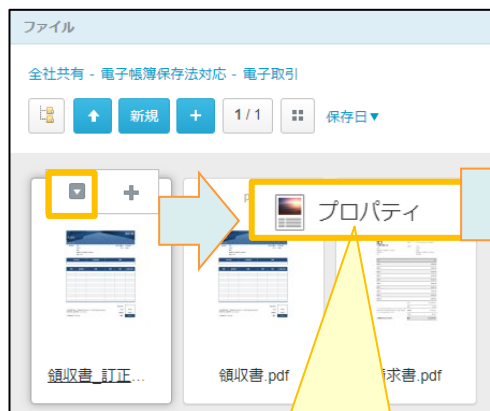 ファイル
全社共有 - 電子帳簿保存法対応 - 電子取引
新規
1 / 1
保存日▼
プロパティ
領収書_訂正...
領収書.pdf
求書.pdf